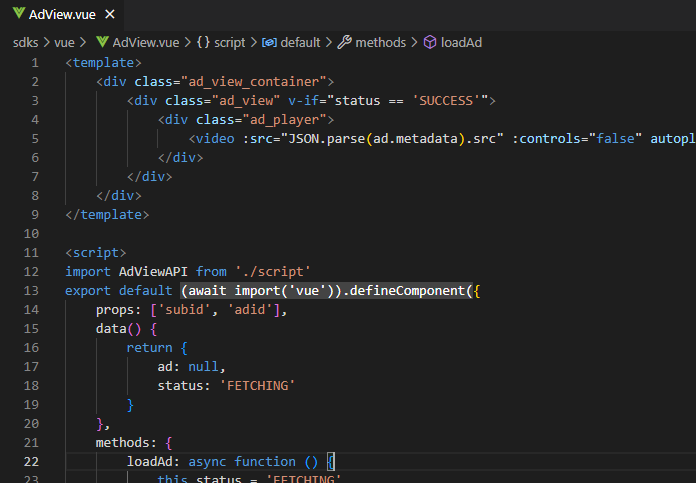 AdView.vue ×
sdks > vue > AdView.vue > {} script > default > methods > loadAd
1 <template>
2 <div class="ad_view_container">
3 <div class="ad_view" v-if="status == 'SUCCESS'">
4 <div class="ad_player">
5 <video :src="JSON.parse(ad.metadata).src" :controls="false" autopl
6 </div>
7 </div>
8 </div>
9 </template>
10
11 <script>
12 import AdViewAPI from './script'
13 export default (await import('vue')).defineComponent({
14 props: ['subid', 'adid'],
15 data() {
16 return {
17 ad: null,
18 status: 'FETCHING'
19 }
20 },
21 methods: {
22 loadAd: async function () {
23 this.status = 'FETCHING'